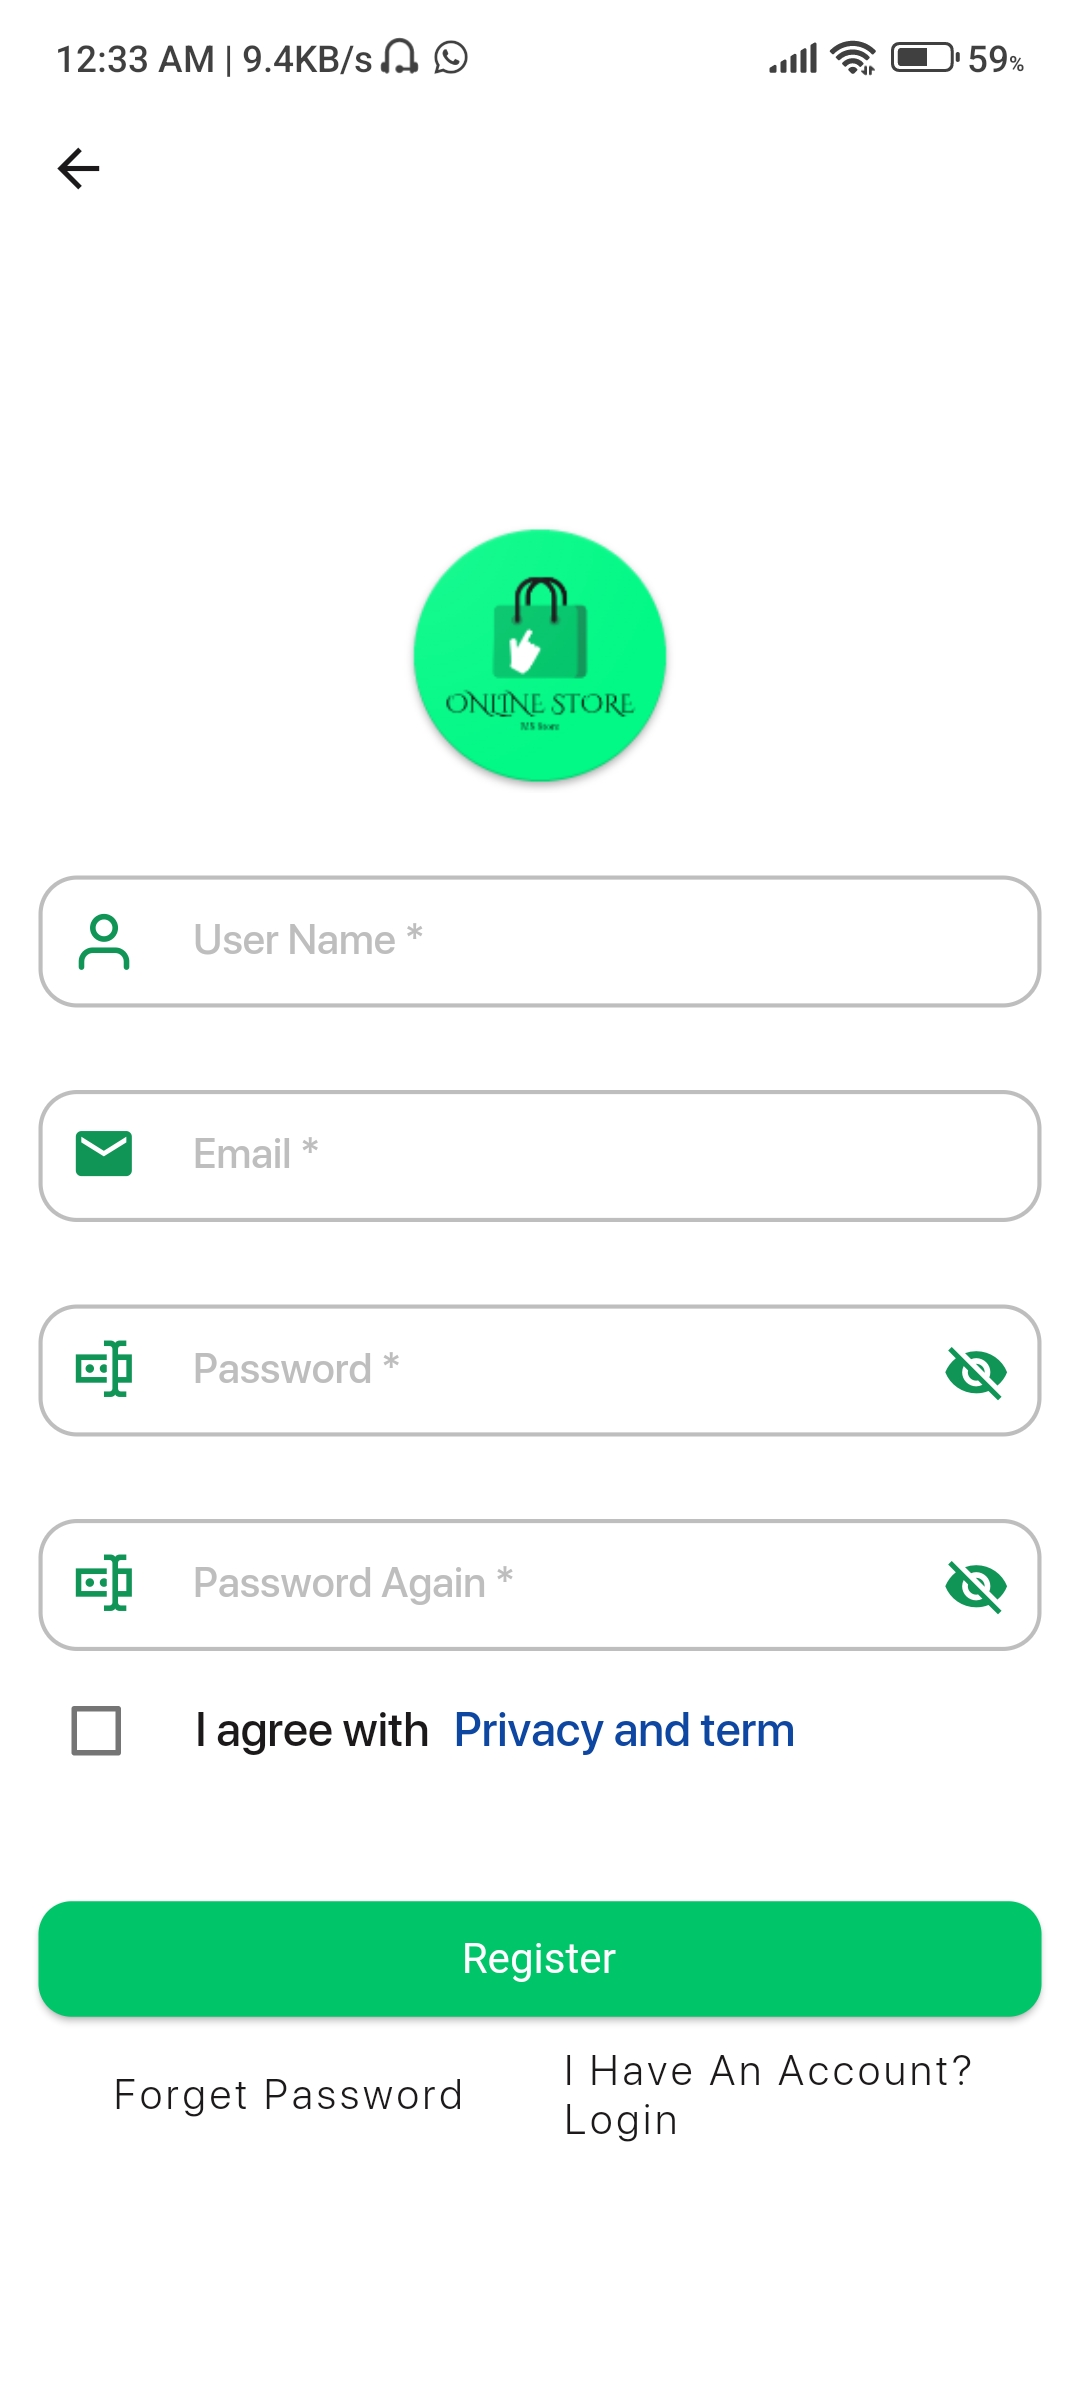 12:33 AM | 9.4KB/s
59%
ONLINE STORE
User Name *
Email *
Password *
Password Again *
I agree with Privacy and term
Register
Forget Password
I Have An Account?
Login